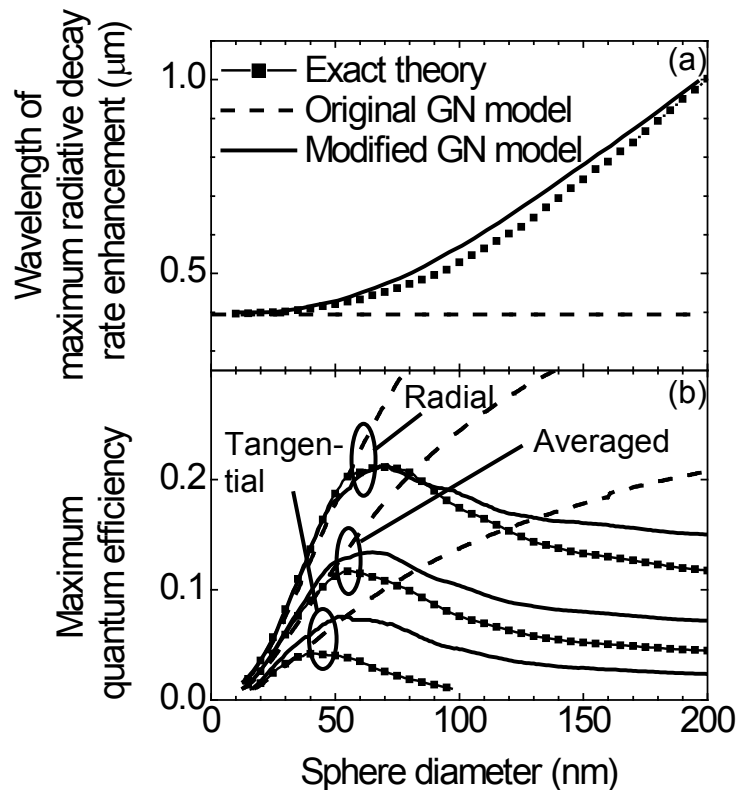 (a)
Exact theory
Original GN model
Modified GN model
Wavelength of
maximum radiative decay
rate enhancement (μm)
1.0
0.5
(b)
Radial
Tangen-
tial
Averaged
Maximum
quantum efficiency
0.2
0.1
0.0
0 50 100 150 200
Sphere diameter (nm)